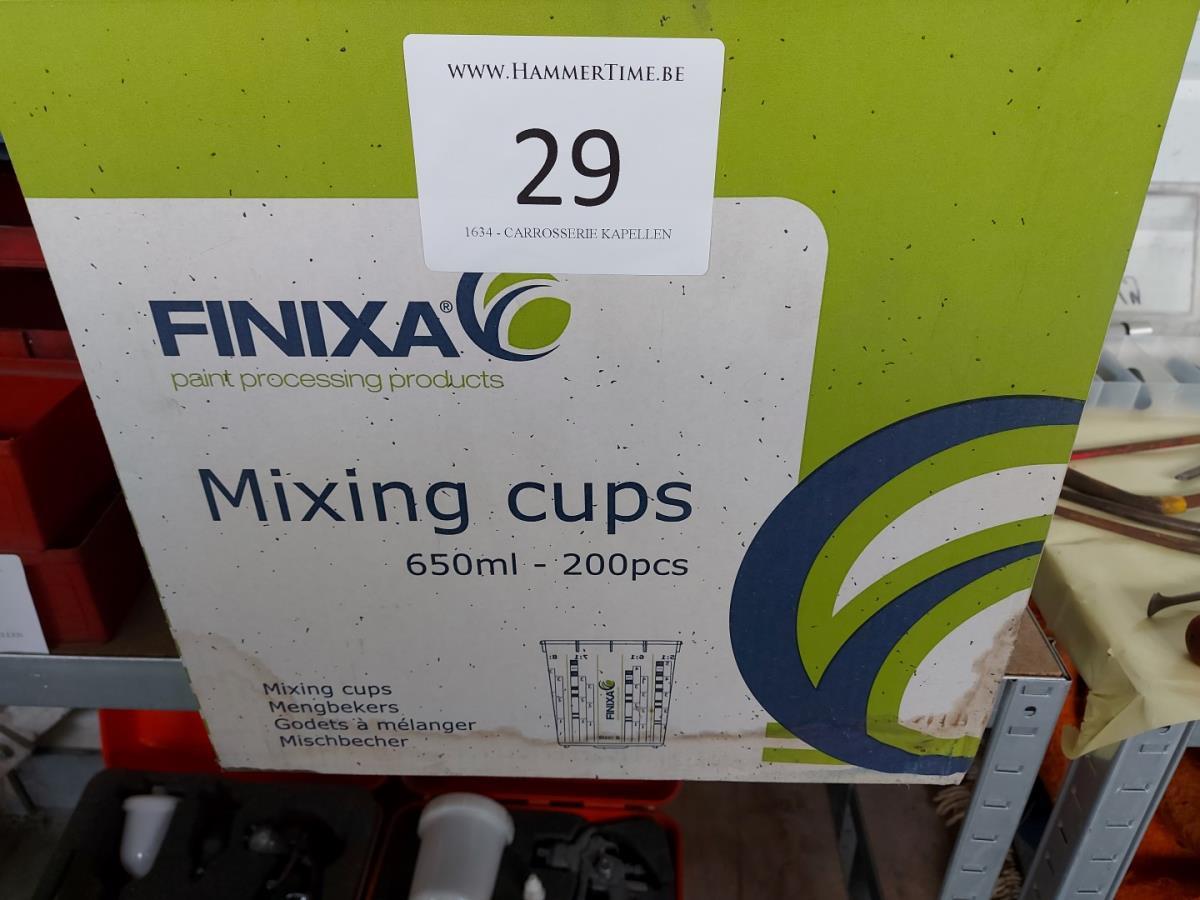 WWW.HAMMERTIME.BE
29
1634 - CARROSSERIE KAPELLEN
FINIXA®
paint processing products
Mixing cups
650ml - 200pcs
Mixing cups
Mengbekers
Godets à mélanger
Mischbecher
FINIXA